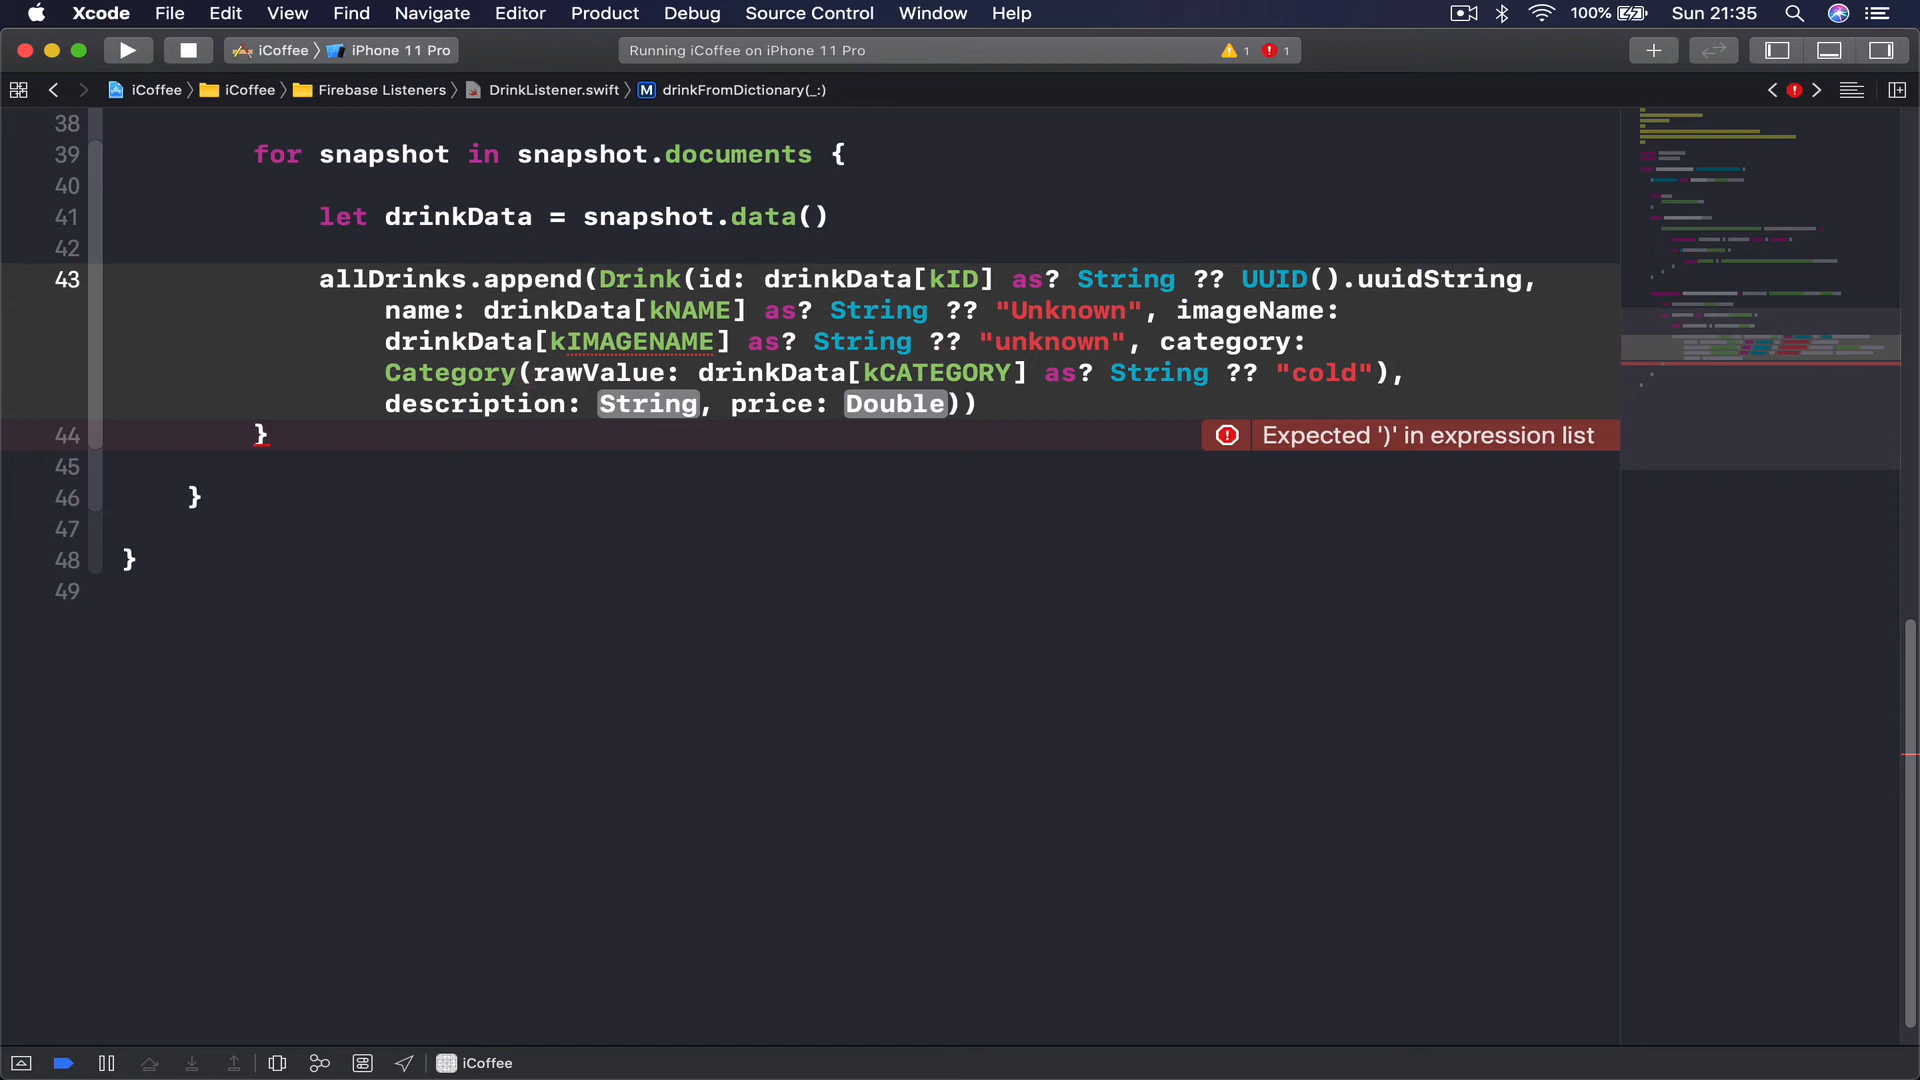 Xcode File Edit View Find Navigate Editor Product Debug Source Control Window Help 100% Sun 21:35
iCoffee 〉 iPhone 11 Pro Running iCoffee on iPhone 11 Pro 1 1
iCoffee 〉 iCoffee 〉 Firebase Listeners 〉 DrinkListener.swift 〉 M drinkFromDictionary(_:)
38
39 for snapshot in snapshot.documents {
40
41 let drinkData = snapshot.data()
42
43 allDrinks.append(Drink(id: drinkData[kID] as? String ?? UUID().uuidString,
name: drinkData[kNAME] as? String ?? "Unknown", imageName:
drinkData[kIMAGENAME] as? String ?? "unknown", category:
Category(rawValue: drinkData[kCATEGORY] as? String ?? "cold"),
description: String, price: Double))
44 } Expected ')' in expression list
45
46 }
47
48 }
49
iCoffee